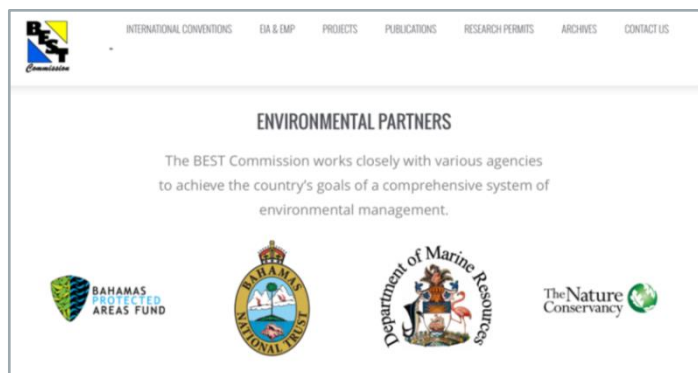 BEST
Commission
INTERNATIONAL CONVENTIONS EIA & EMP PROJECTS PUBLICATIONS RESEARCH PERMITS ARCHIVES CONTACT US
ENVIRONMENTAL PARTNERS
The BEST Commission works closely with various agencies
to achieve the country's goals of a comprehensive system of
environmental management.
BAHAMAS
PROTECTED
AREAS FUND
BAHAMAS
NATIONAL TRUST
Department of Marine Resources
The Nature
Conservancy